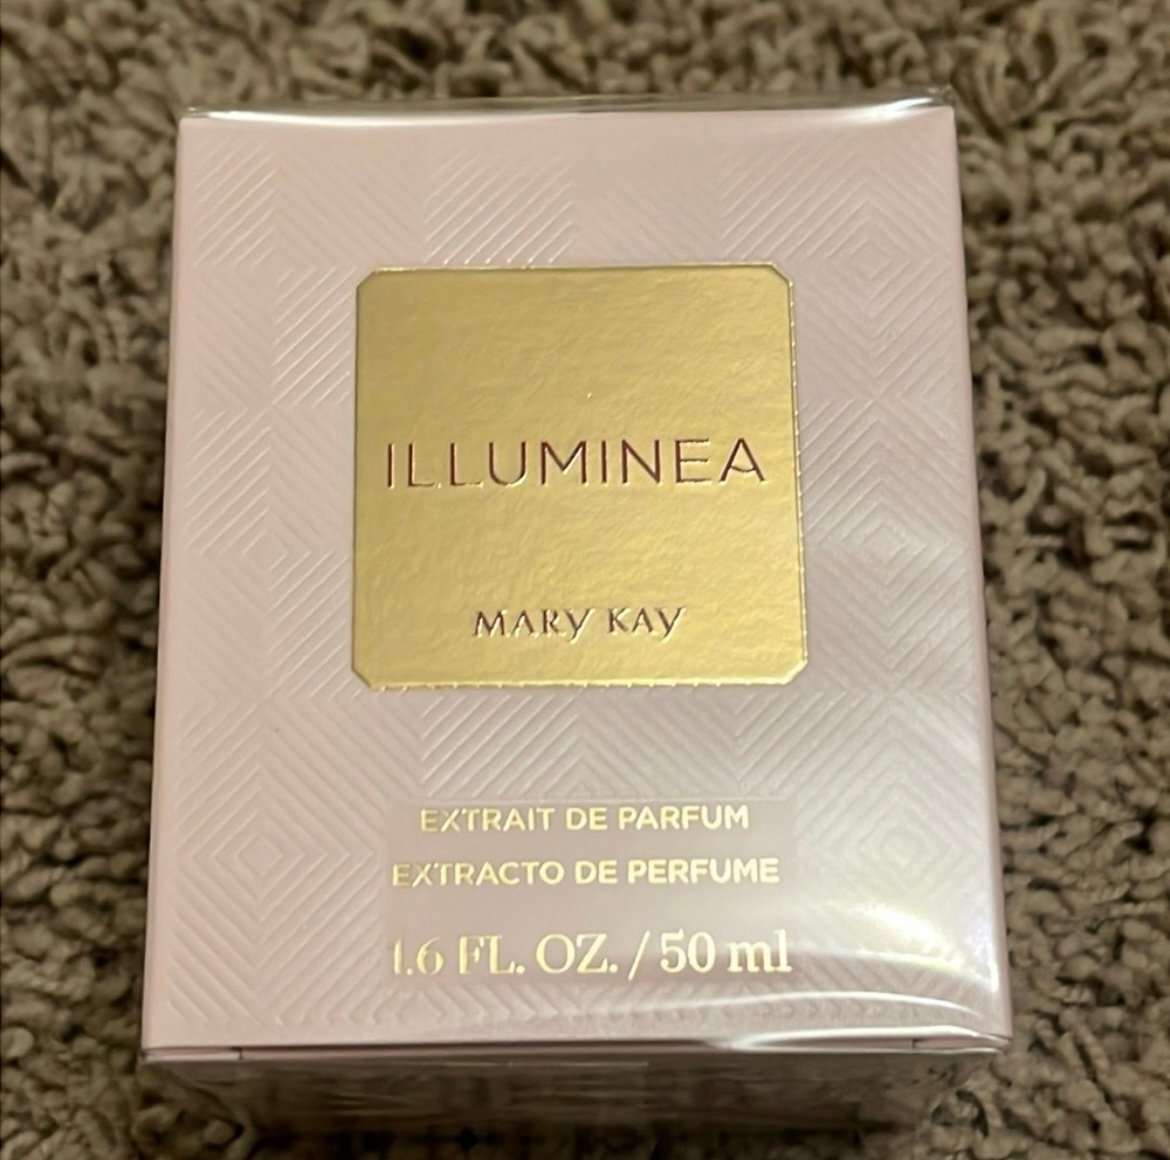 ILLUMINEA
MARY KAY
EXTRAIT DE PARFUM
EXTRACTO DE PERFUME
1.6 FL. OZ. / 50 ml